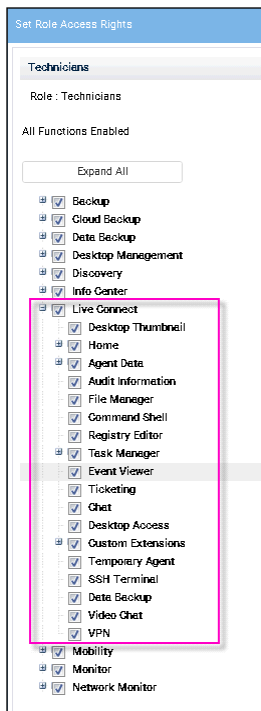 Set Role Access Rights
Technicians
Role : Technicians
All Functions Enabled
Expand All
Backup
Cloud Backup
Data Backup
Desktop Management
Discovery
Info Center
Live Connect
Desktop Thumbnail
Home
Agent Data
Audit Information
File Manager
Command Shell
Registry Editor
Task Manager
Event Viewer
Ticketing
Chat
Desktop Access
Custom Extensions
Temporary Agent
SSH Terminal
Data Backup
Video Chat
VPN
Mobility
Monitor
Network Monitor